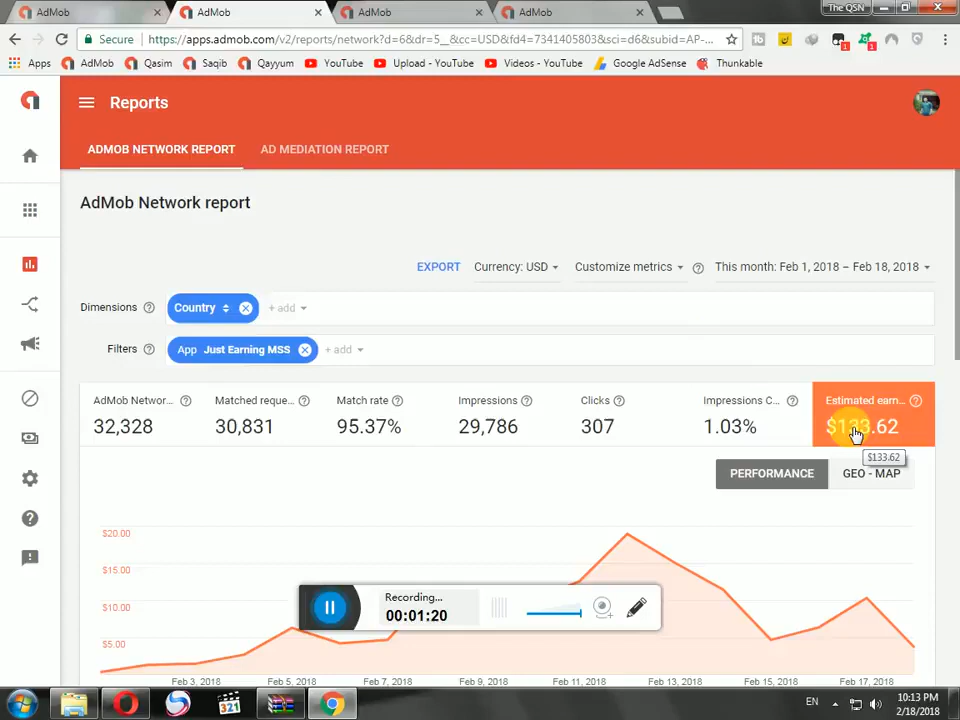 AdMob
AdMob
AdMob
AdMob
The QSN
Secure
https://apps.admob.com/v2/reports/network?d=6&dr=5__&cc=USD&fd4=7341405803&sci=d6&subid=AP-...
Apps
AdMob
Qasim
Saqib
Qayyum
YouTube
Upload - YouTube
Videos - YouTube
Google AdSense
Thunkable
Reports
ADMOB NETWORK REPORT
AD MEDIATION REPORT
AdMob Network report
EXPORT
Currency: USD
Customize metrics
This month: Feb 1, 2018 – Feb 18, 2018
Dimensions
Country
+ add
Filters
App Just Earning MSS
+ add
AdMob Networ...
Matched reque...
Match rate
Impressions
Clicks
Impressions C...
Estimated earn...
32,328
30,831
95.37%
29,786
307
1.03%
$133.62
$133.62
PERFORMANCE
GEO - MAP
$20.00
$15.00
$10.00
$5.00
Recording...
00:01:20
Feb 3, 2018
Feb 5, 2018
Feb 7, 2018
Feb 9, 2018
Feb 11, 2018
Feb 13, 2018
Feb 15, 2018
Feb 17, 2018
321
EN
10:13 PM
2/18/2018